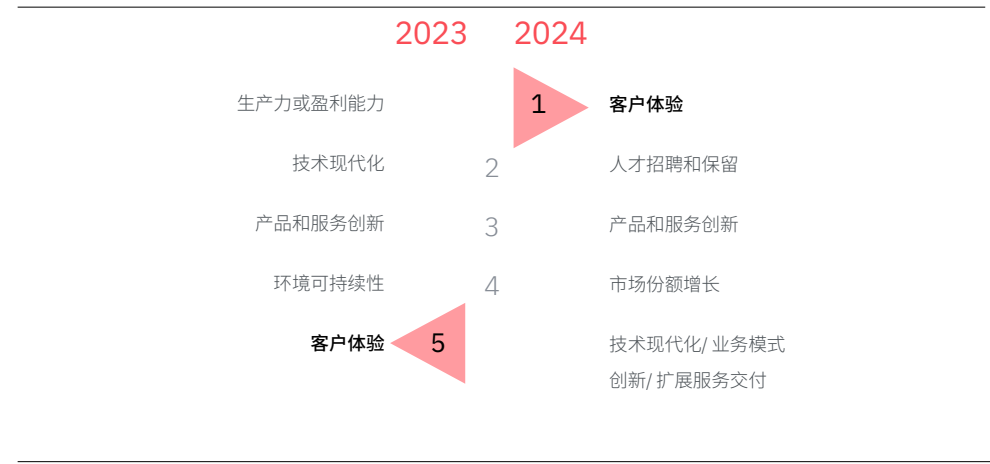 2023 2024
生产力或盈利能力 1 客户体验
技术现代化 2 人才招聘和保留
产品和服务创新 3 产品和服务创新
环境可持续性 4 市场份额增长
客户体验 5 技术现代化/ 业务模式
创新/ 扩展服务交付